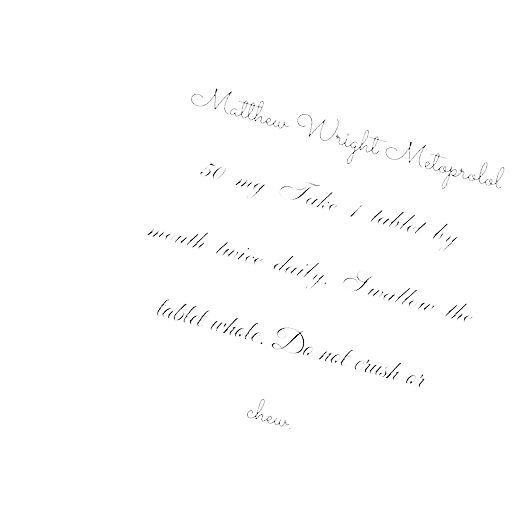 Matthew Wright Metoprolol
50 mg Take 1 tablet by
mouth twice daily. Swallow the
tablet whole. Do not crush or
chew.